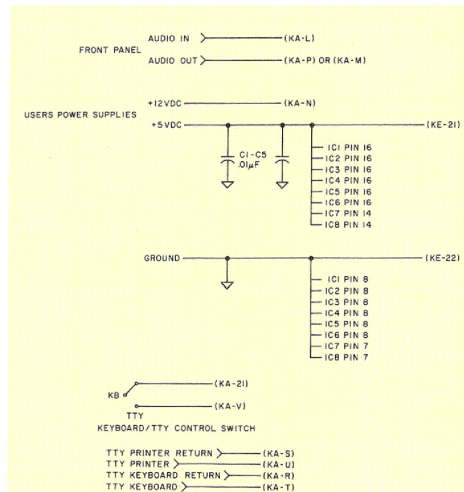 AUDIO IN (KA-L)
FRONT PANEL
AUDIO OUT (KA-P) OR (KA-M)
+12VDC (KA-N)
USERS POWER SUPPLIES
+5VDC (KE-21)
C1-C5
.01µF
IC1 PIN 16
IC2 PIN 16
IC3 PIN 16
IC4 PIN 16
IC5 PIN 16
IC6 PIN 16
IC7 PIN 14
IC8 PIN 14
GROUND (KE-22)
IC1 PIN 8
IC2 PIN 8
IC3 PIN 8
IC4 PIN 8
IC5 PIN 8
IC6 PIN 8
IC7 PIN 7
IC8 PIN 7
(KA-21)
KB
(KA-V)
TTY
KEYBOARD/TTY CONTROL SWITCH
TTY PRINTER RETURN (KA-S)
TTY PRINTER (KA-U)
TTY KEYBOARD RETURN (KA-R)
TTY KEYBOARD (KA-T)